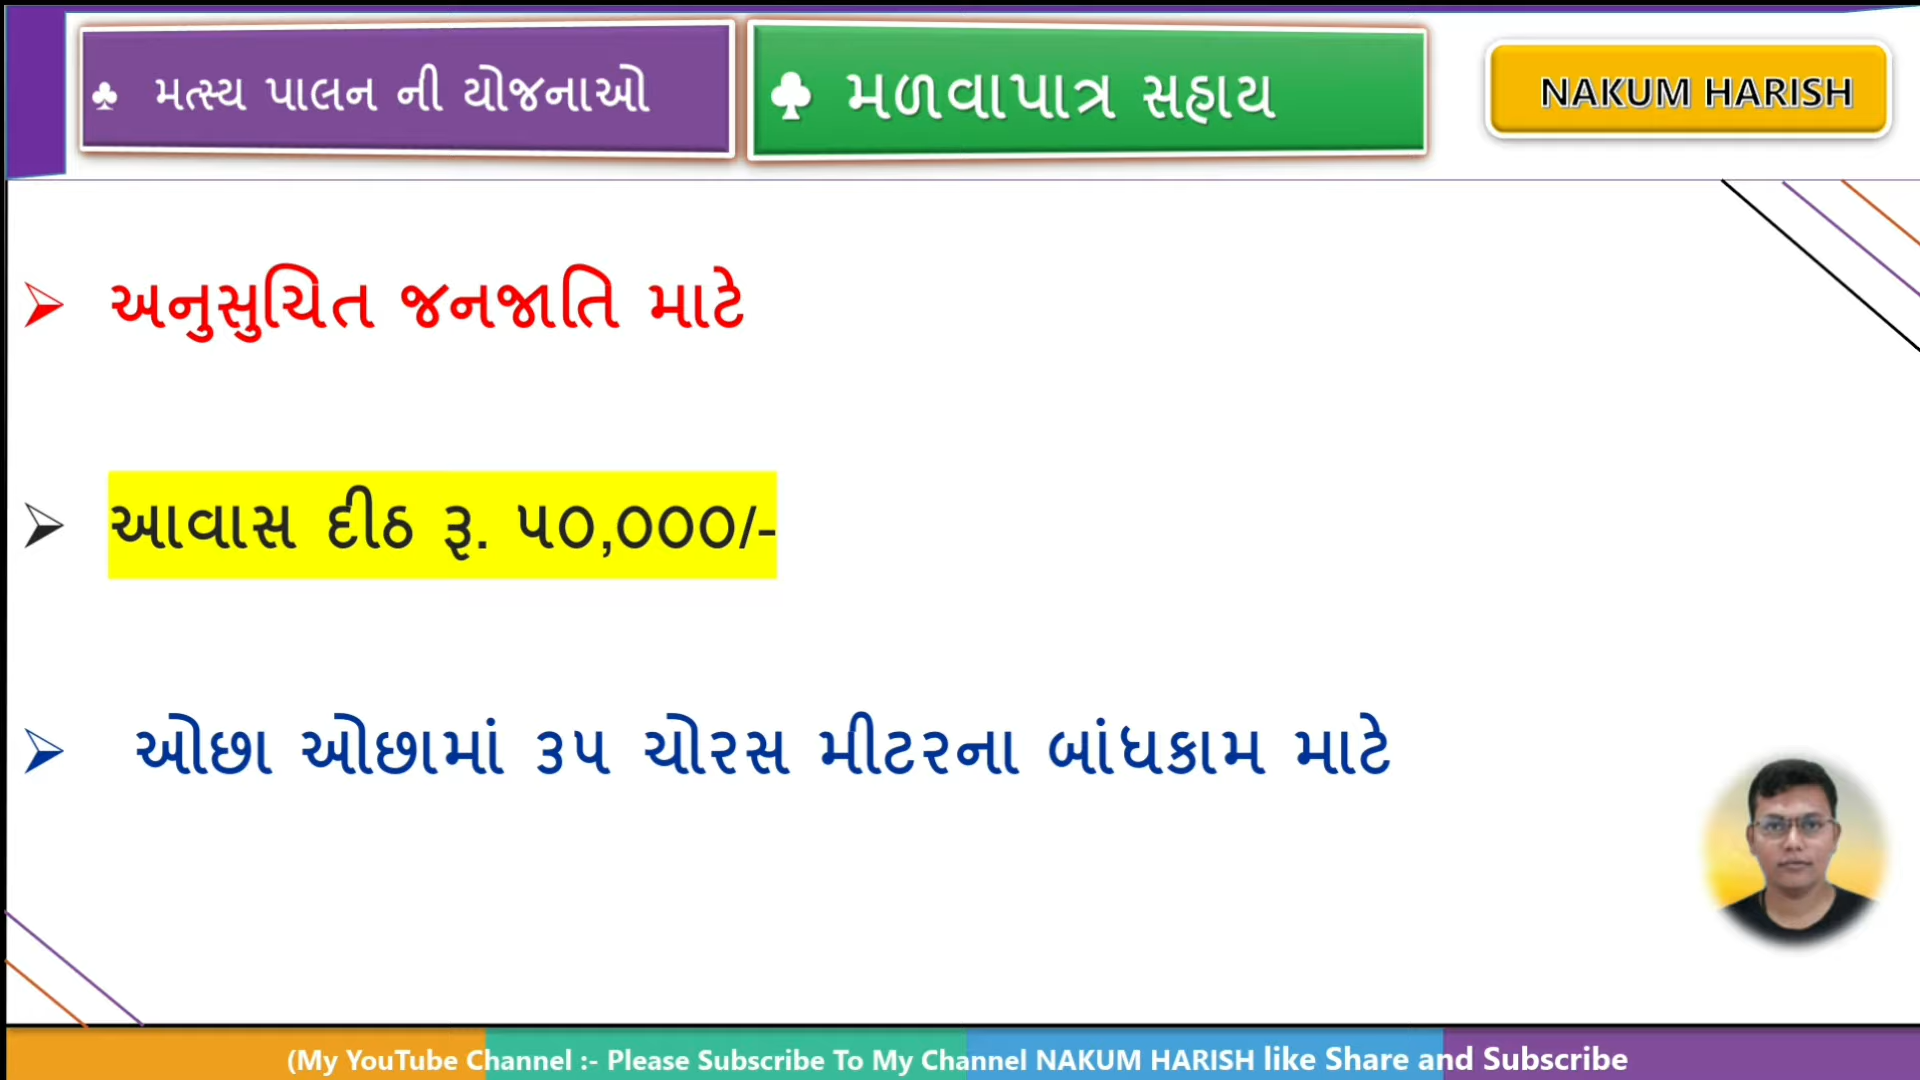 ♣ મત્સ્ય પાલન ની યોજનાઓ
♣ મળવાપાત્ર સહાય
NAKUM HARISH
➢ અનુસુચિત જનજાતિ માટે
➢ આવાસ દીઠ રૂ. ૫૦,૦૦૦/-
➢ ઓછા ઓછામાં ૩૫ ચોરસ મીટરના બાંધકામ માટે
(My YouTube Channel :- Please Subscribe To My Channel NAKUM HARISH like Share and Subscribe